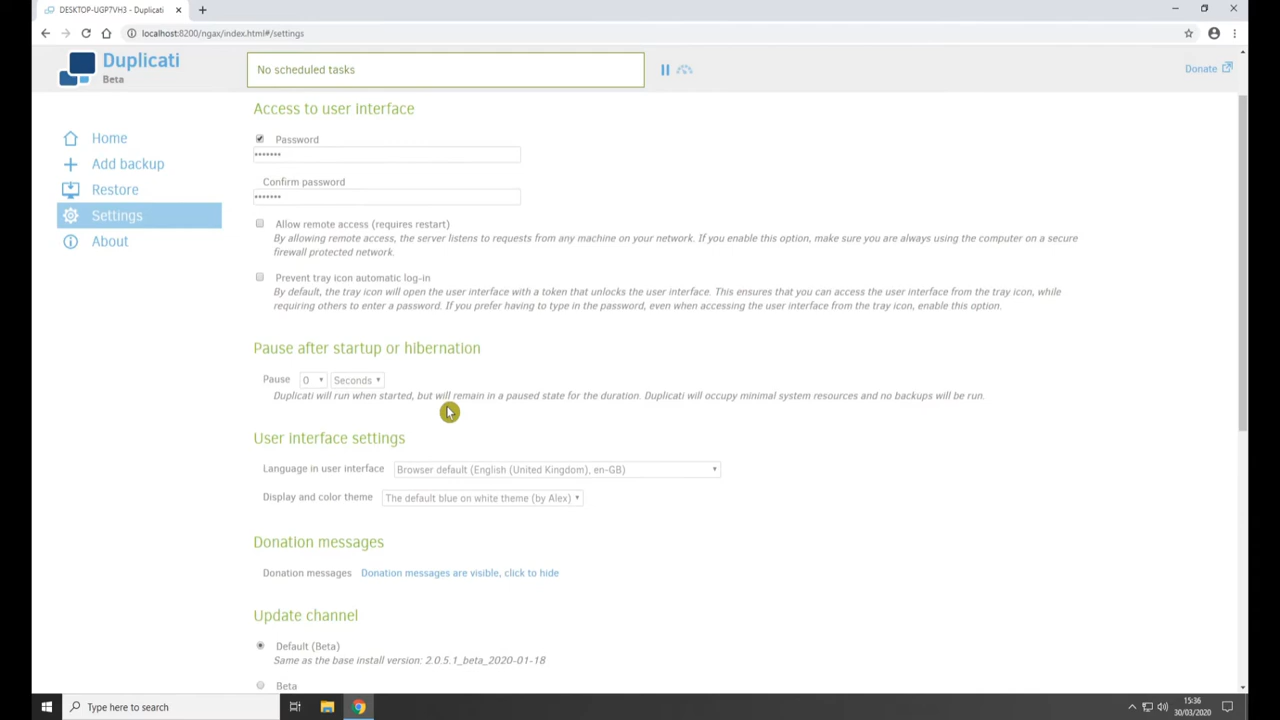 DESKTOP-UGP7VH3 - Duplicati
localhost:8200/ngax/index.html#/settings
Duplicati
Beta
No scheduled tasks
Donate
Home
Add backup
Restore
Settings
About
Access to user interface
Password
•••••••
Confirm password
•••••••
Allow remote access (requires restart)
By allowing remote access, the server listens to requests from any machine on your network. If you enable this option, make sure you are always using the computer on a secure
firewall protected network.
Prevent tray icon automatic log-in
By default, the tray icon will open the user interface with a token that unlocks the user interface. This ensures that you can access the user interface from the tray icon, while
requiring others to enter a password. If you prefer having to type in the password, even when accessing the user interface from the tray icon, enable this option.
Pause after startup or hibernation
Pause 0 Seconds
Duplicati will run when started, but will remain in a paused state for the duration. Duplicati will occupy minimal system resources and no backups will be run.
User interface settings
Language in user interface Browser default (English (United Kingdom), en-GB)
Display and color theme The default blue on white theme (by Alex)
Donation messages
Donation messages Donation messages are visible, click to hide
Update channel
Default (Beta)
Same as the base install version: 2.0.5.1_beta_2020-01-18
Beta
Type here to search
15:36
30/03/2020